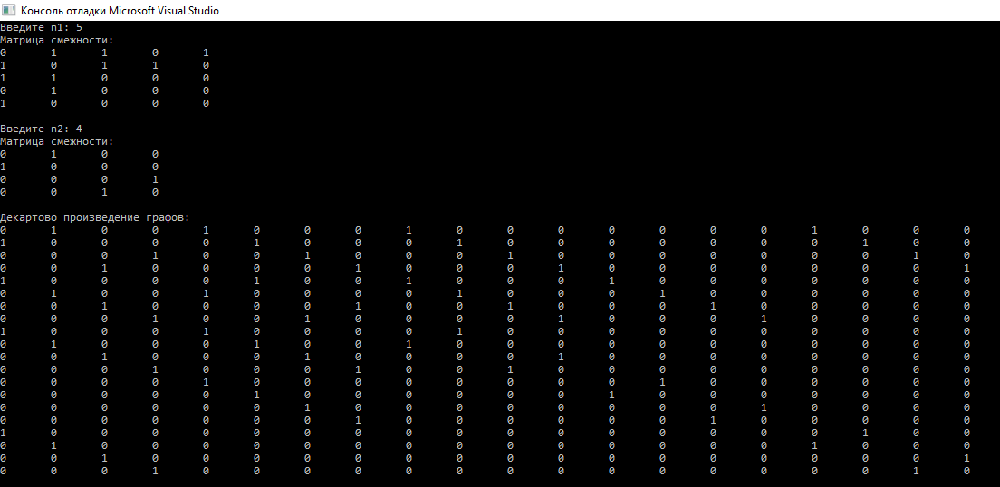 Консоль отладки Microsoft Visual Studio
Введите n1: 5
Матрица смежности:
0 1 1 0 1
1 0 1 1 0
1 1 0 0 0
0 1 0 0 0
1 0 0 0 0
Введите n2: 4
Матрица смежности:
0 1 0 0
1 0 0 0
0 0 0 1
0 0 1 0
Декартово произведение графов:
0 1 0 0 1 0 0 0 1 0 0 0 0 0 0 0 1 0 0 0
1 0 0 0 0 1 0 0 0 1 0 0 0 0 0 0 0 1 0 0
0 0 0 1 0 0 1 0 0 0 1 0 0 0 0 0 0 0 1 0
0 0 1 0 0 0 0 1 0 0 0 1 0 0 0 0 0 0 0 1
1 0 0 0 0 1 0 0 1 0 0 0 1 0 0 0 0 0 0 0
0 1 0 0 1 0 0 0 0 1 0 0 0 1 0 0 0 0 0 0
0 0 1 0 0 0 0 1 0 0 1 0 0 0 1 0 0 0 0 0
0 0 0 1 0 0 1 0 0 0 0 1 0 0 0 1 0 0 0 0
1 0 0 0 1 0 0 0 0 1 0 0 0 0 0 0 0 0 0 0
0 1 0 0 0 1 0 0 1 0 0 0 0 0 0 0 0 0 0 0
0 0 1 0 0 0 1 0 0 0 0 1 0 0 0 0 0 0 0 0
0 0 0 1 0 0 0 1 0 0 1 0 0 0 0 0 0 0 0 0
0 0 0 0 1 0 0 0 0 0 0 0 0 1 0 0 0 0 0 0
0 0 0 0 0 1 0 0 0 0 0 0 1 0 0 0 0 0 0 0
0 0 0 0 0 0 1 0 0 0 0 0 0 0 0 1 0 0 0 0
0 0 0 0 0 0 0 1 0 0 0 0 0 0 1 0 0 0 0 0
1 0 0 0 0 0 0 0 0 0 0 0 0 0 0 0 0 1 0 0
0 1 0 0 0 0 0 0 0 0 0 0 0 0 0 0 1 0 0 0
0 0 1 0 0 0 0 0 0 0 0 0 0 0 0 0 0 0 0 1
0 0 0 1 0 0 0 0 0 0 0 0 0 0 0 0 0 0 1 0